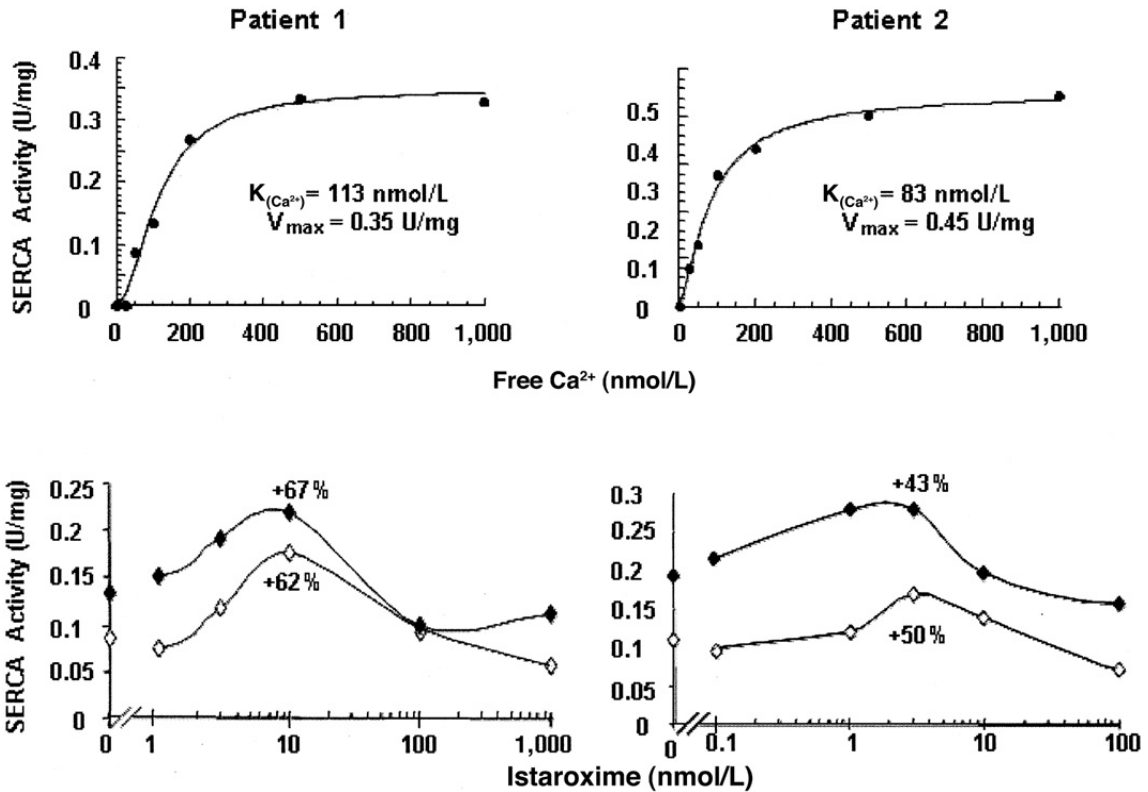 Patient 1
Patient 2
SERCA Activity (U/mg)
0.4
0.3
0.2
0.1
0
K(Ca²⁺)= 113 nmol/L
Vmax = 0.35 U/mg
0 200 400 600 800 1,000
0.5
0.4
0.3
0.2
0.1
0
K(Ca²⁺)= 83 nmol/L
Vmax = 0.45 U/mg
0 200 400 600 800 1,000
Free Ca²⁺ (nmol/L)
SERCA Activity (U/mg)
0.25
0.2
0.15
0.1
0.05
0
+67%
+62%
0 1 10 100 1,000
0.3
0.25
0.2
0.15
0.1
0.05
0
+43%
+50%
0 0.1 1 10 100
Istaroxime (nmol/L)